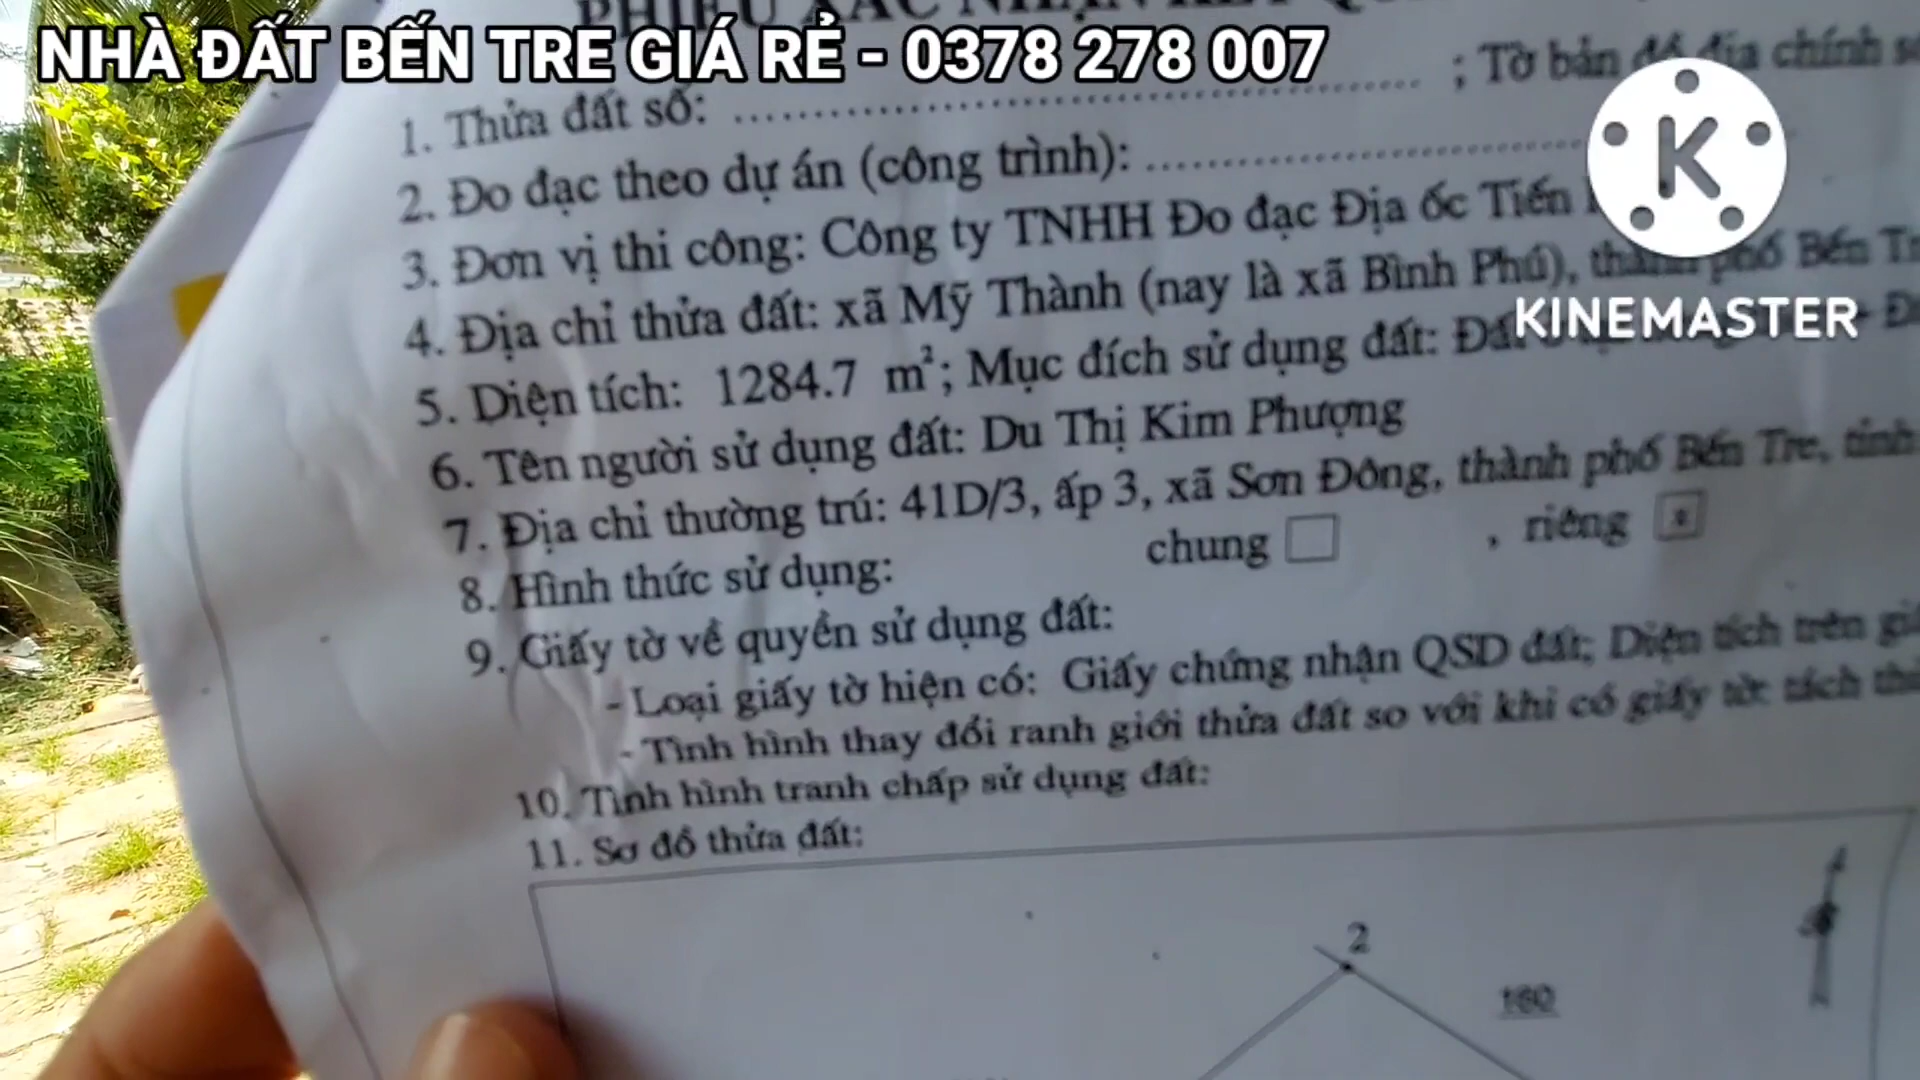 PHIẾU XÁC NHẬN KẾT
NHÀ ĐẤT BẾN TRE GIÁ RẺ - 0378 278 007
1. Thửa đất số: ; Tờ bản đồ địa chính
2. Đo đạc theo dự án (công trình):
3. Đơn vị thi công: Công ty TNHH Đo đạc Địa ốc Tiến
4. Địa chỉ thửa đất: xã Mỹ Thành (nay là xã Bình Phú), thành phố Bến
5. Diện tích: 1284.7 m²; Mục đích sử dụng đất:
6. Tên người sử dụng đất: Du Thị Kim Phượng
7. Địa chỉ thường trú: 41D/3, ấp 3, xã Sơn Đông, thành phố Bến Tre, tỉnh
8. Hình thức sử dụng: chung , riêng
9. Giấy tờ về quyền sử dụng đất:
- Loại giấy tờ hiện có: Giấy chứng nhận QSD đất; Diện tích trên
- Tình hình thay đổi ranh giới thửa đất so với khi có giấy tờ: tách
10. Tình hình tranh chấp sử dụng đất:
11. Sơ đồ thửa đất:
2
160
K
KINEMASTER